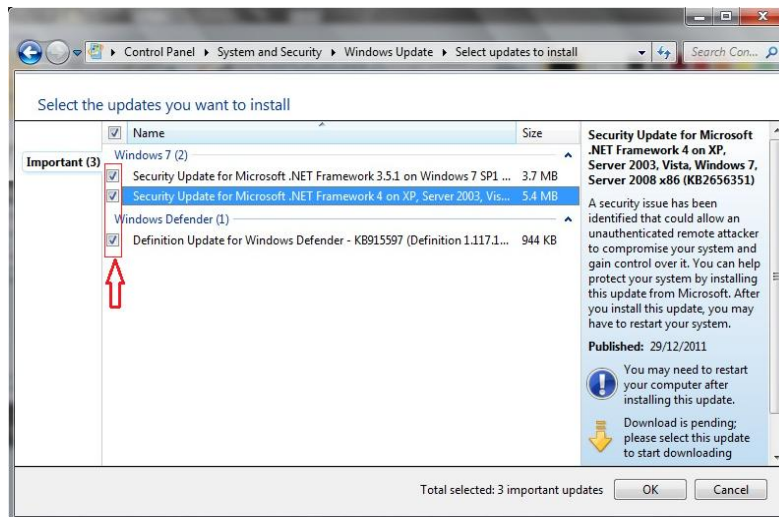 Control Panel ▸ System and Security ▸ Windows Update ▸ Select updates to install
Search Con...
Select the updates you want to install
Name
Size
Important (3)
Windows 7 (2)
Security Update for Microsoft .NET Framework 3.5.1 on Windows 7 SP1 ... 3.7 MB
Security Update for Microsoft .NET Framework 4 on XP, Server 2003, Vis... 5.4 MB
Windows Defender (1)
Definition Update for Windows Defender - KB915597 (Definition 1.117.1... 944 KB
Security Update for Microsoft
.NET Framework 4 on XP,
Server 2003, Vista, Windows 7,
Server 2008 x86 (KB2656351)
A security issue has been
identified that could allow an
unauthenticated remote attacker
to compromise your system and
gain control over it. You can help
protect your system by installing
this update from Microsoft. After
you install this update, you may
have to restart your system.
Published: 29/12/2011
You may need to restart
your computer after
installing this update.
Download is pending;
please select this update
to start downloading
Total selected: 3 important updates
OK
Cancel